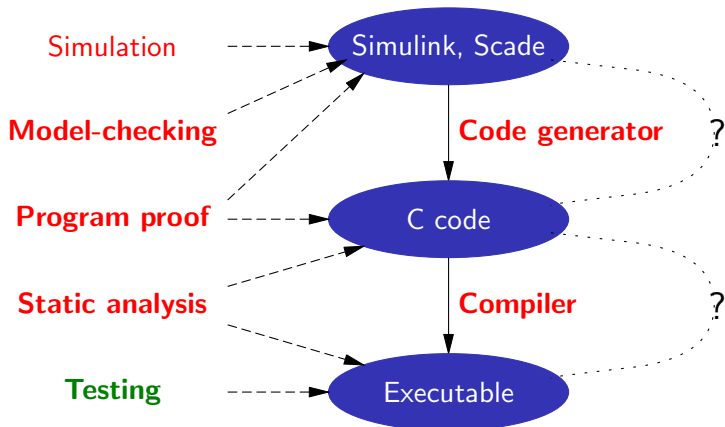 Simulation
Simulink, Scade
Model-checking
Code generator
?
Program proof
C code
Static analysis
Compiler
?
Testing
Executable